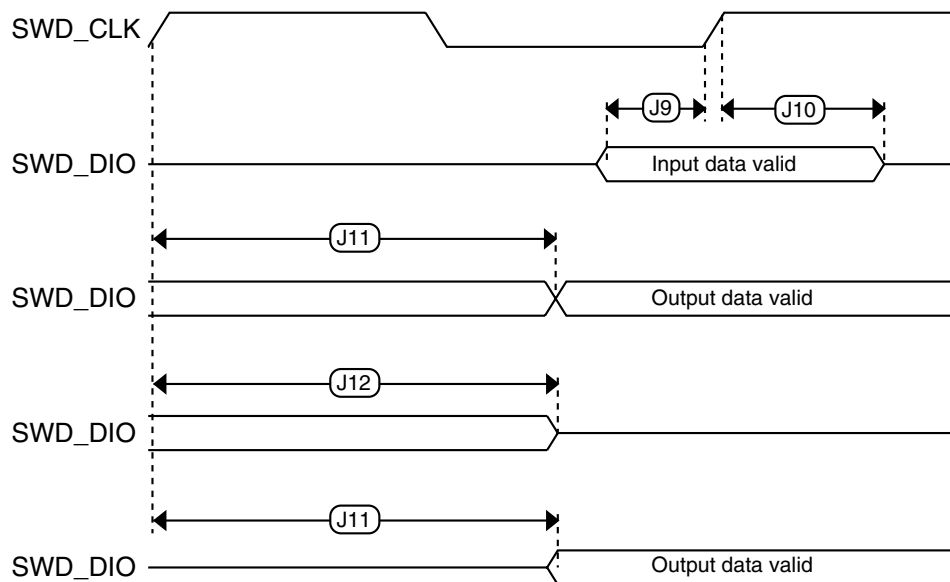 SWD_CLK
J9
J10
SWD_DIO
Input data valid
J11
SWD_DIO
Output data valid
J12
SWD_DIO
J11
SWD_DIO
Output data valid